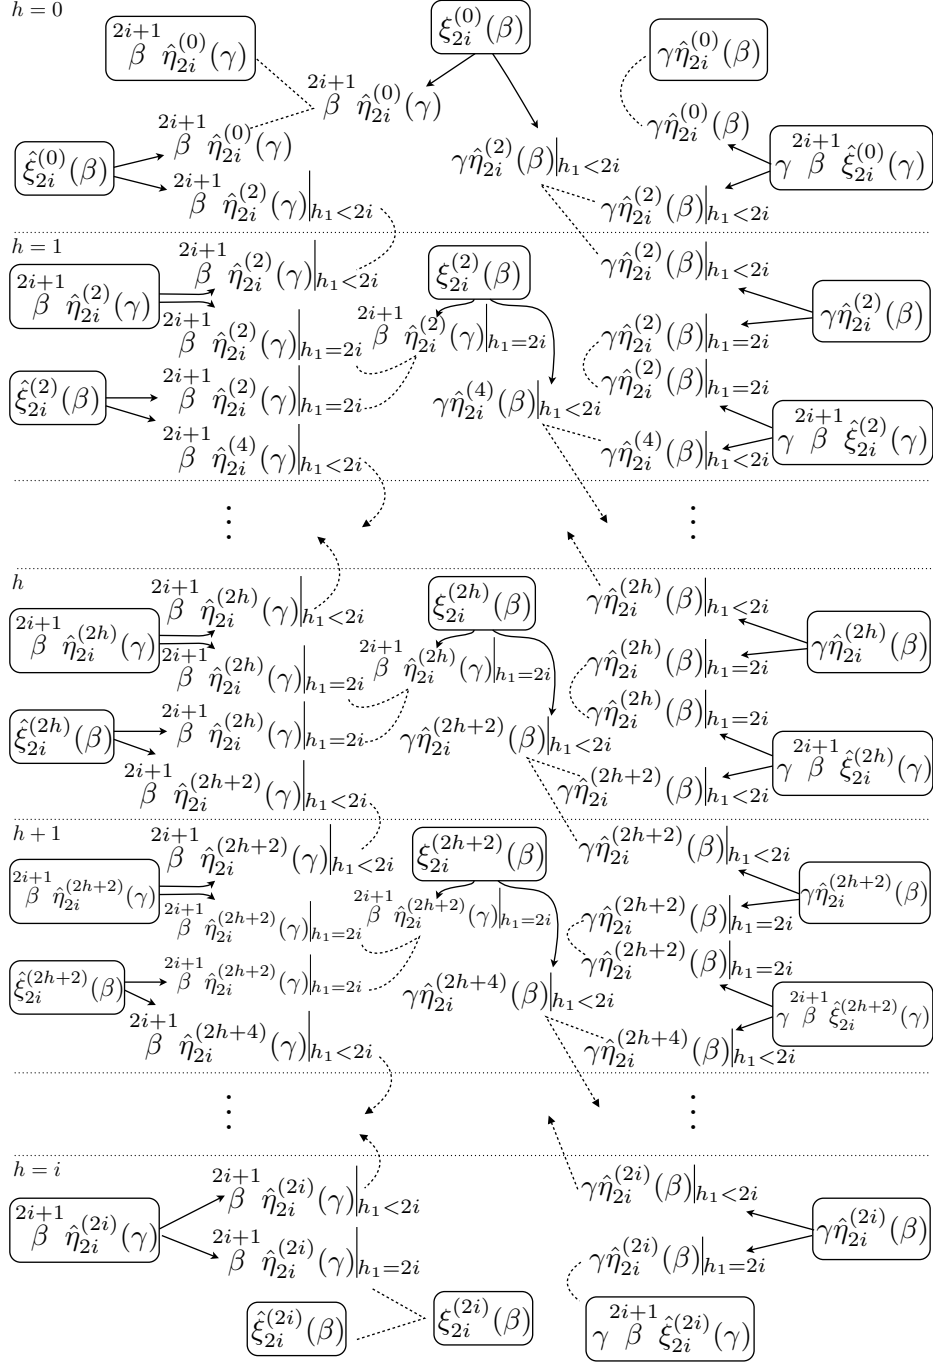 h = 0
2i+1 β η̂_{2i}^{(0)}(γ)
ξ_{2i}^{(0)}(β)
γη̂_{2i}^{(0)}(β)
2i+1 β η̂_{2i}^{(0)}(γ)
2i+1 β η̂_{2i}^{(0)}(γ)
γη̂_{2i}^{(0)}(β)
ξ̂_{2i}^{(0)}(β)
γη̂_{2i}^{(2)}(β)|_{h_1<2i}
γ 2i+1 β ξ̂_{2i}^{(0)}(γ)
2i+1 β η̂_{2i}^{(2)}(γ)|_{h_1<2i}
γη̂_{2i}^{(2)}(β)|_{h_1<2i}
h = 1
2i+1 β η̂_{2i}^{(2)}(γ)|_{h_1<2i}
ξ_{2i}^{(2)}(β)
γη̂_{2i}^{(2)}(β)|_{h_1<2i}
2i+1 β η̂_{2i}^{(2)}(γ)
γη̂_{2i}^{(2)}(β)
2i+1 β η̂_{2i}^{(2)}(γ)|_{h_1=2i}
2i+1 β η̂_{2i}^{(2)}(γ)|_{h_1=2i}
γη̂_{2i}^{(2)}(β)|_{h_1=2i}
ξ̂_{2i}^{(2)}(β)
2i+1 β η̂_{2i}^{(2)}(γ)|_{h_1=2i}
γη̂_{2i}^{(4)}(β)|_{h_1<2i}
γη̂_{2i}^{(2)}(β)|_{h_1=2i}
2i+1 β η̂_{2i}^{(4)}(γ)|_{h_1<2i}
γη̂_{2i}^{(4)}(β)|_{h_1<2i}
γ 2i+1 β ξ̂_{2i}^{(2)}(γ)
⋮ ⋮
h
2i+1 β η̂_{2i}^{(2h)}(γ)|_{h_1<2i}
ξ_{2i}^{(2h)}(β)
γη̂_{2i}^{(2h)}(β)|_{h_1<2i}
2i+1 β η̂_{2i}^{(2h)}(γ)
γη̂_{2i}^{(2h)}(β)
2i+1 β η̂_{2i}^{(2h)}(γ)|_{h_1=2i}
2i+1 β η̂_{2i}^{(2h)}(γ)|_{h_1=2i}
γη̂_{2i}^{(2h)}(β)|_{h_1=2i}
ξ̂_{2i}^{(2h)}(β)
2i+1 β η̂_{2i}^{(2h)}(γ)|_{h_1=2i}
γη̂_{2i}^{(2h+2)}(β)|_{h_1<2i}
γη̂_{2i}^{(2h)}(β)|_{h_1=2i}
2i+1 β η̂_{2i}^{(2h+2)}(γ)|_{h_1<2i}
γη̂_{2i}^{(2h+2)}(β)|_{h_1<2i}
γ 2i+1 β ξ̂_{2i}^{(2h)}(γ)
h + 1
2i+1 β η̂_{2i}^{(2h+2)}(γ)|_{h_1<2i}
ξ_{2i}^{(2h+2)}(β)
γη̂_{2i}^{(2h+2)}(β)|_{h_1<2i}
2i+1 β η̂_{2i}^{(2h+2)}(γ)
γη̂_{2i}^{(2h+2)}(β)
2i+1 β η̂_{2i}^{(2h+2)}(γ)|_{h_1=2i}
2i+1 β η̂_{2i}^{(2h+2)}(γ)|_{h_1=2i}
γη̂_{2i}^{(2h+2)}(β)|_{h_1=2i}
ξ̂_{2i}^{(2h+2)}(β)
2i+1 β η̂_{2i}^{(2h+2)}(γ)|_{h_1=2i}
γη̂_{2i}^{(2h+4)}(β)|_{h_1<2i}
γη̂_{2i}^{(2h+2)}(β)|_{h_1=2i}
2i+1 β η̂_{2i}^{(2h+4)}(γ)|_{h_1<2i}
γη̂_{2i}^{(2h+4)}(β)|_{h_1<2i}
γ 2i+1 β ξ̂_{2i}^{(2h+2)}(γ)
⋮ ⋮
h = i
2i+1 β η̂_{2i}^{(2i)}(γ)|_{h_1<2i}
γη̂_{2i}^{(2i)}(β)|_{h_1<2i}
2i+1 β η̂_{2i}^{(2i)}(γ)
γη̂_{2i}^{(2i)}(β)
2i+1 β η̂_{2i}^{(2i)}(γ)|_{h_1=2i}
γη̂_{2i}^{(2i)}(β)|_{h_1=2i}
ξ̂_{2i}^{(2i)}(β)
ξ_{2i}^{(2i)}(β)
γ 2i+1 β ξ̂_{2i}^{(2i)}(γ)